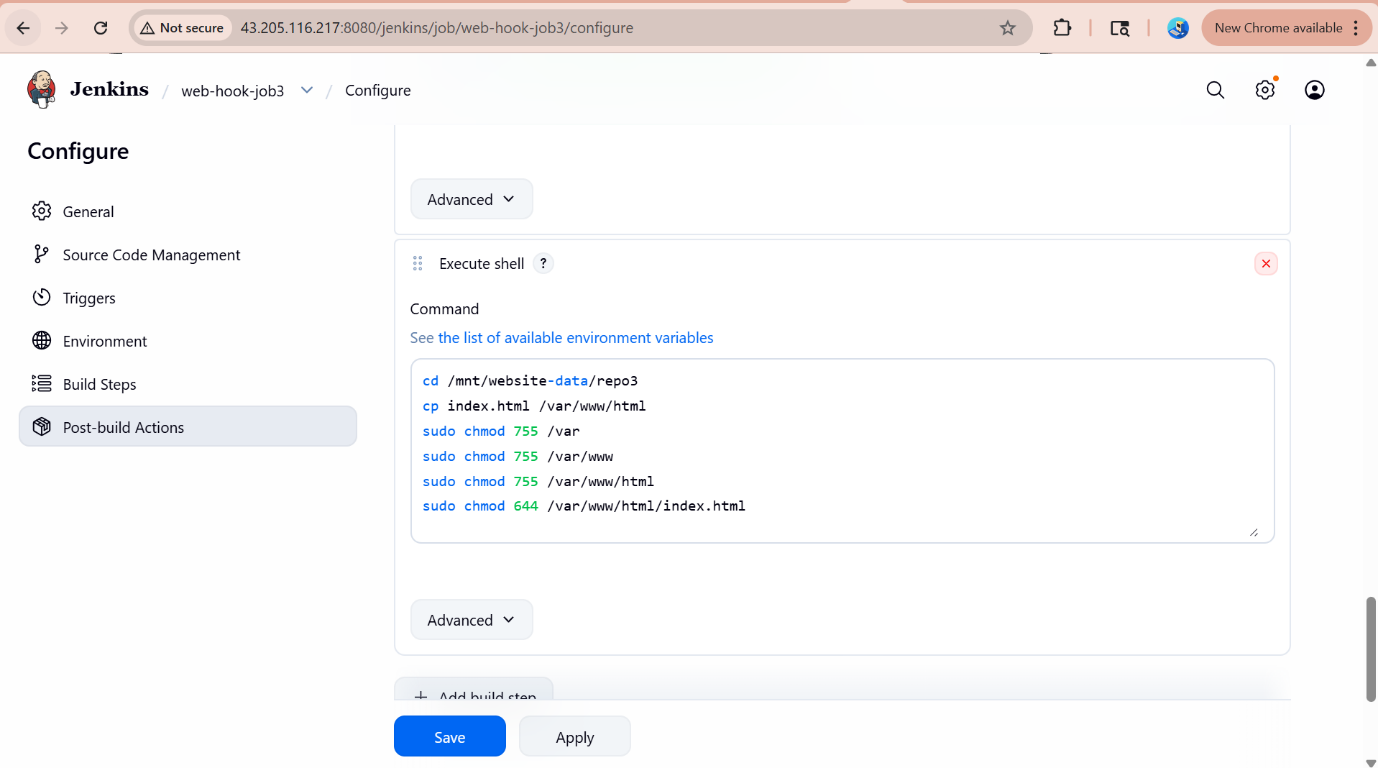 Not secure 43.205.116.217:8080/jenkins/job/web-hook-job3/configure New Chrome available
Jenkins / web-hook-job3 / Configure
Configure
General
Source Code Management
Triggers
Environment
Build Steps
Post-build Actions
Advanced
Execute shell ?
Command
See the list of available environment variables
cd /mnt/website-data/repo3
cp index.html /var/www/html
sudo chmod 755 /var
sudo chmod 755 /var/www
sudo chmod 755 /var/www/html
sudo chmod 644 /var/www/html/index.html
Advanced
+ Add build step
Save Apply